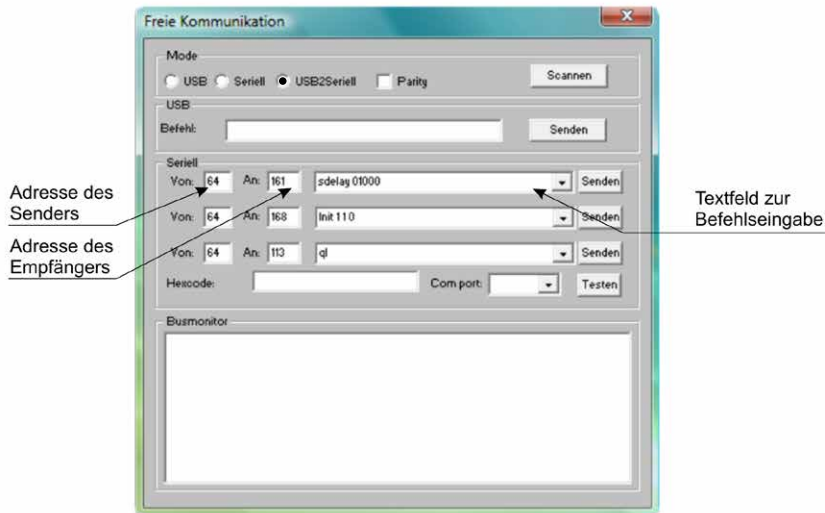 Freie Kommunikation
Mode
USB Seriell USB2Seriell Parity Scannen
USB
Befehl: Senden
Seriell
Von: 64 An: 161 sdelay 01000 Senden
Von: 64 An: 168 Init 1 1 0 Senden
Von: 64 An: 113 ql Senden
Hexcode: Com port: Testen
Busmonitor
Adresse des
Senders
Adresse des
Empfängers
Textfeld zur
Befehlseingabe